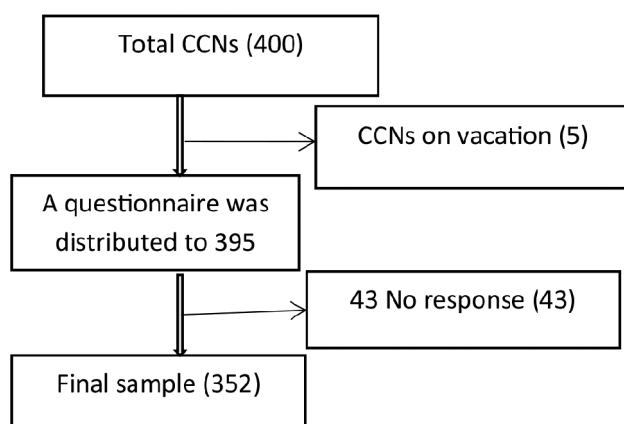 Total CCNs (400)
CCNs on vacation (5)
A questionnaire was
distributed to 395
43 No response (43)
Final sample (352)